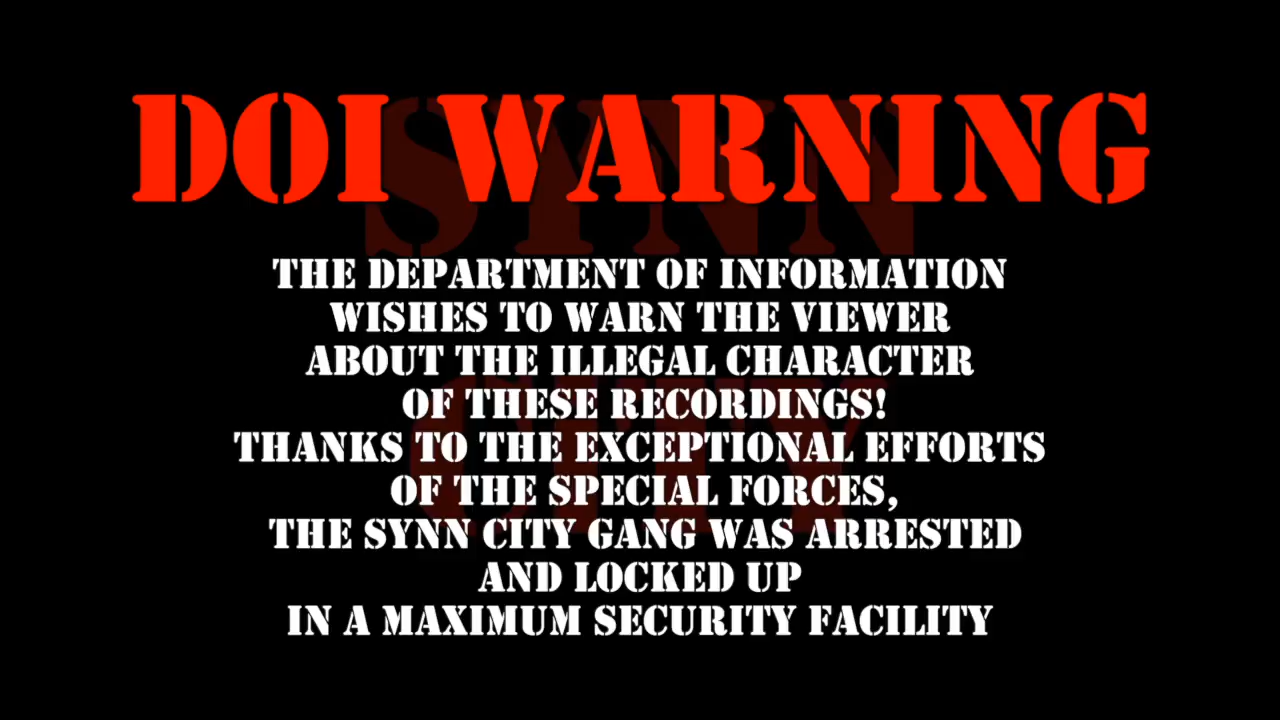 DOI WARNING
SYNN
THE DEPARTMENT OF INFORMATION
WISHES TO WARN THE VIEWER
ABOUT THE ILLEGAL CHARACTER
OF THESE RECORDINGS!
CITY
THANKS TO THE EXCEPTIONAL EFFORTS
OF THE SPECIAL FORCES,
THE SYNN CITY GANG WAS ARRESTED
AND LOCKED UP
IN A MAXIMUM SECURITY FACILITY